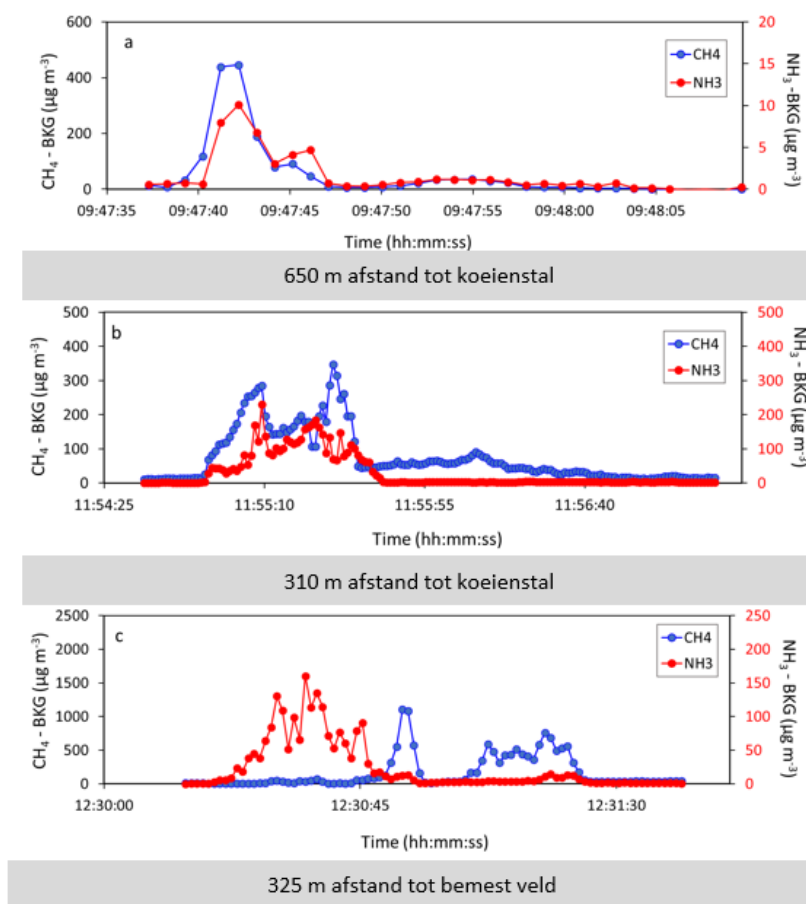 a
CH4
NH3
CH₄ - BKG (µg m⁻³)
600
400
200
0
NH₃ -BKG (µg m⁻³)
20
15
10
5
0
09:47:35 09:47:40 09:47:45 09:47:50 09:47:55 09:48:00 09:48:05
Time (hh:mm:ss)
650 m afstand tot koeienstal
b
CH4
NH3
CH₄ - BKG (µg m⁻³)
500
400
300
200
100
0
NH₃ - BKG (µg m⁻³)
500
400
300
200
100
0
11:54:25 11:55:10 11:55:55 11:56:40
Time (hh:mm:ss)
310 m afstand tot koeienstal
c
CH4
NH3
CH₄ - BKG (µg m⁻³)
2500
2000
1500
1000
500
0
NH₃ - BKG (µg m⁻³)
250
200
150
100
50
0
12:30:00 12:30:45 12:31:30
Time (hh:mm:ss)
325 m afstand tot bemest veld